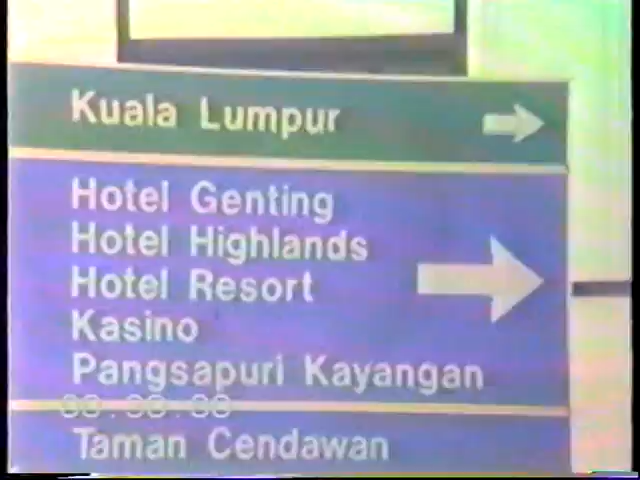 Kuala Lumpur
Hotel Genting
Hotel Highlands
Hotel Resort
Kasino
Pangsapuri Kayangan
Taman Cendawan